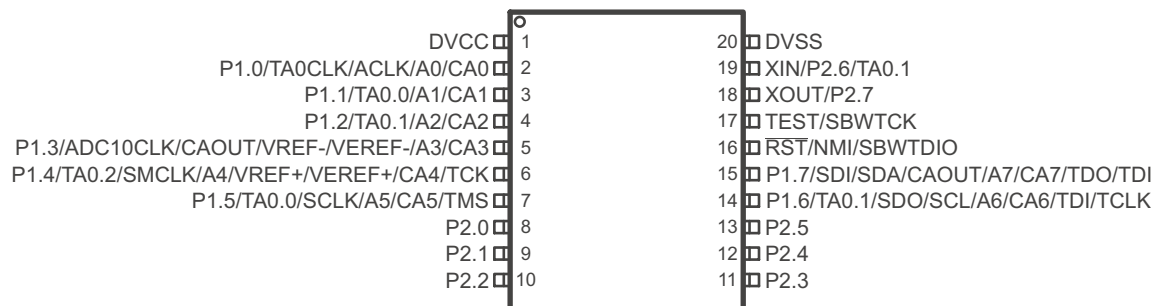 DVCC 1 20 DVSS
P1.0/TA0CLK/ACLK/A0/CA0 2 19 XIN/P2.6/TA0.1
P1.1/TA0.0/A1/CA1 3 18 XOUT/P2.7
P1.2/TA0.1/A2/CA2 4 17 TEST/SBWTCK
P1.3/ADC10CLK/CAOUT/VREF-/VEREF-/A3/CA3 5 16 RST/NMI/SBWTDIO
P1.4/TA0.2/SMCLK/A4/VREF+/VEREF+/CA4/TCK 6 15 P1.7/SDI/SDA/CAOUT/A7/CA7/TDO/TDI
P1.5/TA0.0/SCLK/A5/CA5/TMS 7 14 P1.6/TA0.1/SDO/SCL/A6/CA6/TDI/TCLK
P2.0 8 13 P2.5
P2.1 9 12 P2.4
P2.2 10 11 P2.3